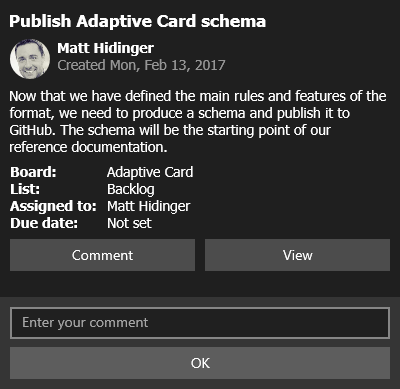 Publish Adaptive Card schema
Matt Hidinger
Created Mon, Feb 13, 2017
Now that we have defined the main rules and features of the
format, we need to produce a schema and publish it to
GitHub. The schema will be the starting point of our
reference documentation.
Board: Adaptive Card
List: Backlog
Assigned to: Matt Hidinger
Due date: Not set
Comment View
Enter your comment
OK